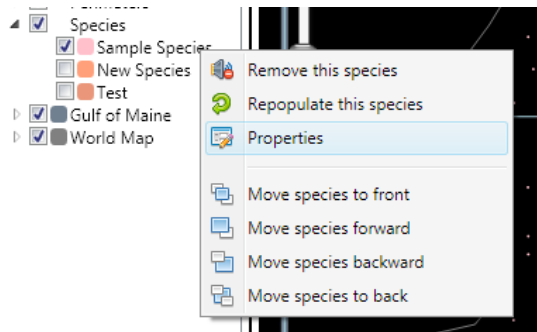 Species
Sample Species
New Species
Test
Gulf of Maine
World Map
Remove this species
Repopulate this species
Properties
Move species to front
Move species forward
Move species backward
Move species to back